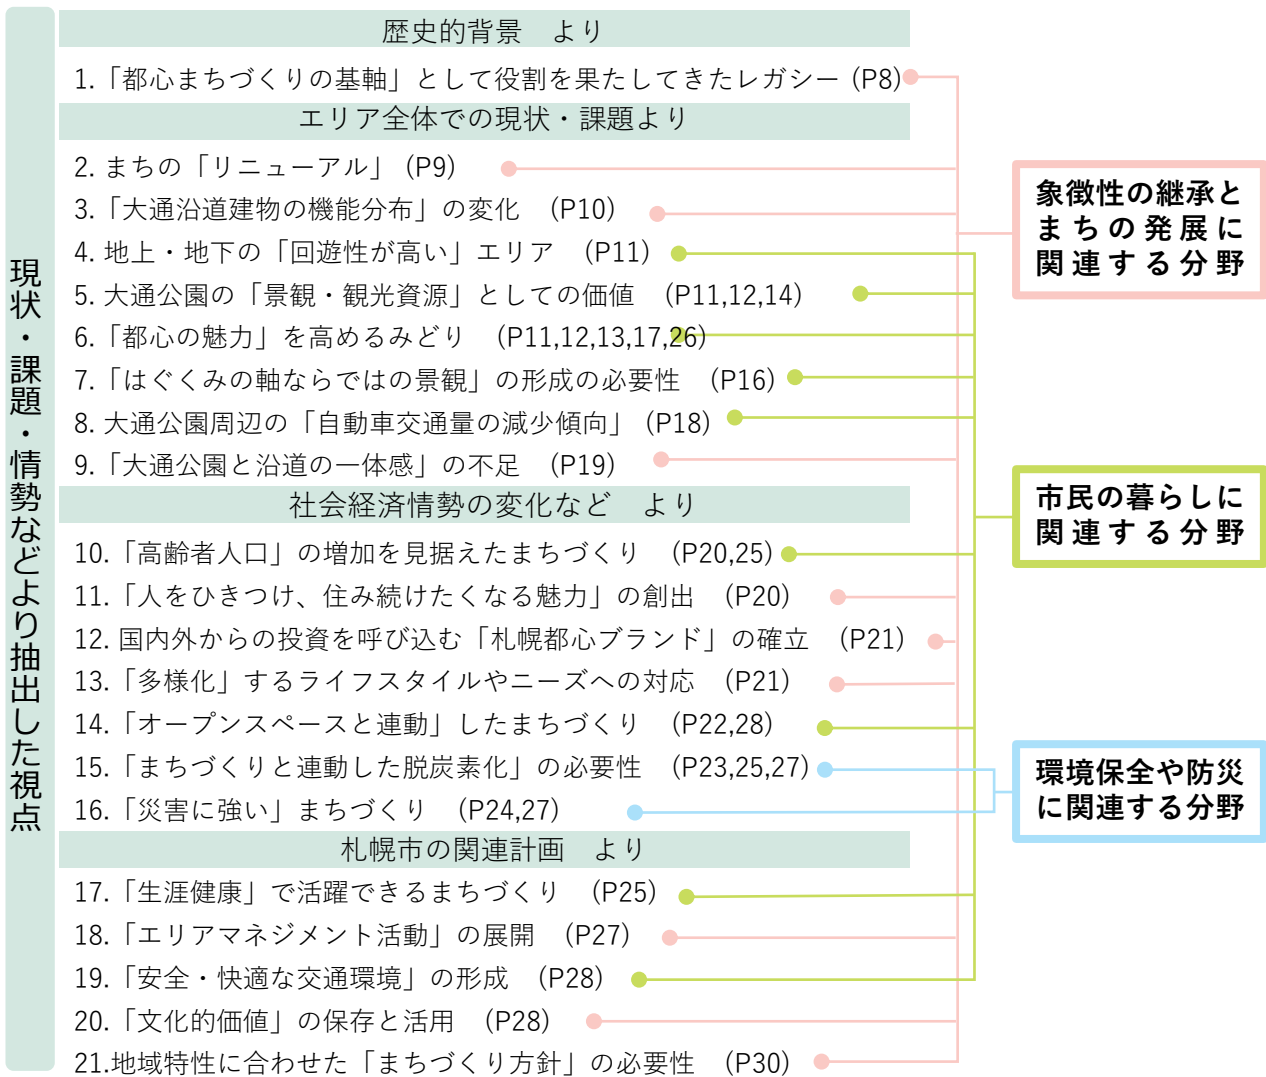 現状・課題・情勢などより抽出した視点
歴史的背景　より
1.「都心まちづくりの基軸」として役割を果たしてきたレガシー (P8)
エリア全体での現状・課題より
2. まちの「リニューアル」 (P9)
3.「大通沿道建物の機能分布」の変化　(P10)
4. 地上・地下の「回遊性が高い」エリア　(P11)
5. 大通公園の「景観・観光資源」としての価値　(P11,12,14)
6.「都心の魅力」を高めるみどり　(P11,12,13,17,26)
7.「はぐくみの軸ならではの景観」の形成の必要性　(P16)
8. 大通公園周辺の「自動車交通量の減少傾向」 (P18)
9.「大通公園と沿道の一体感」の不足　(P19)
社会経済情勢の変化など　より
10.「高齢者人口」の増加を見据えたまちづくり　(P20,25)
11.「人をひきつけ、住み続けたくなる魅力」の創出　(P20)
12. 国内外からの投資を呼び込む「札幌都心ブランド」の確立　(P21)
13.「多様化」するライフスタイルやニーズへの対応　(P21)
14.「オープンスペースと連動」したまちづくり　(P22,28)
15.「まちづくりと連動した脱炭素化」の必要性　(P23,25,27)
16.「災害に強い」まちづくり　(P24,27)
札幌市の関連計画　より
17.「生涯健康」で活躍できるまちづくり　(P25)
18.「エリアマネジメント活動」の展開　(P27)
19.「安全・快適な交通環境」の形成　(P28)
20.「文化的価値」の保存と活用　(P28)
21.地域特性に合わせた「まちづくり方針」の必要性　(P30)
象徴性の継承と
まちの発展に
関連する分野
市民の暮らしに
関連する分野
環境保全や防災
に関連する分野